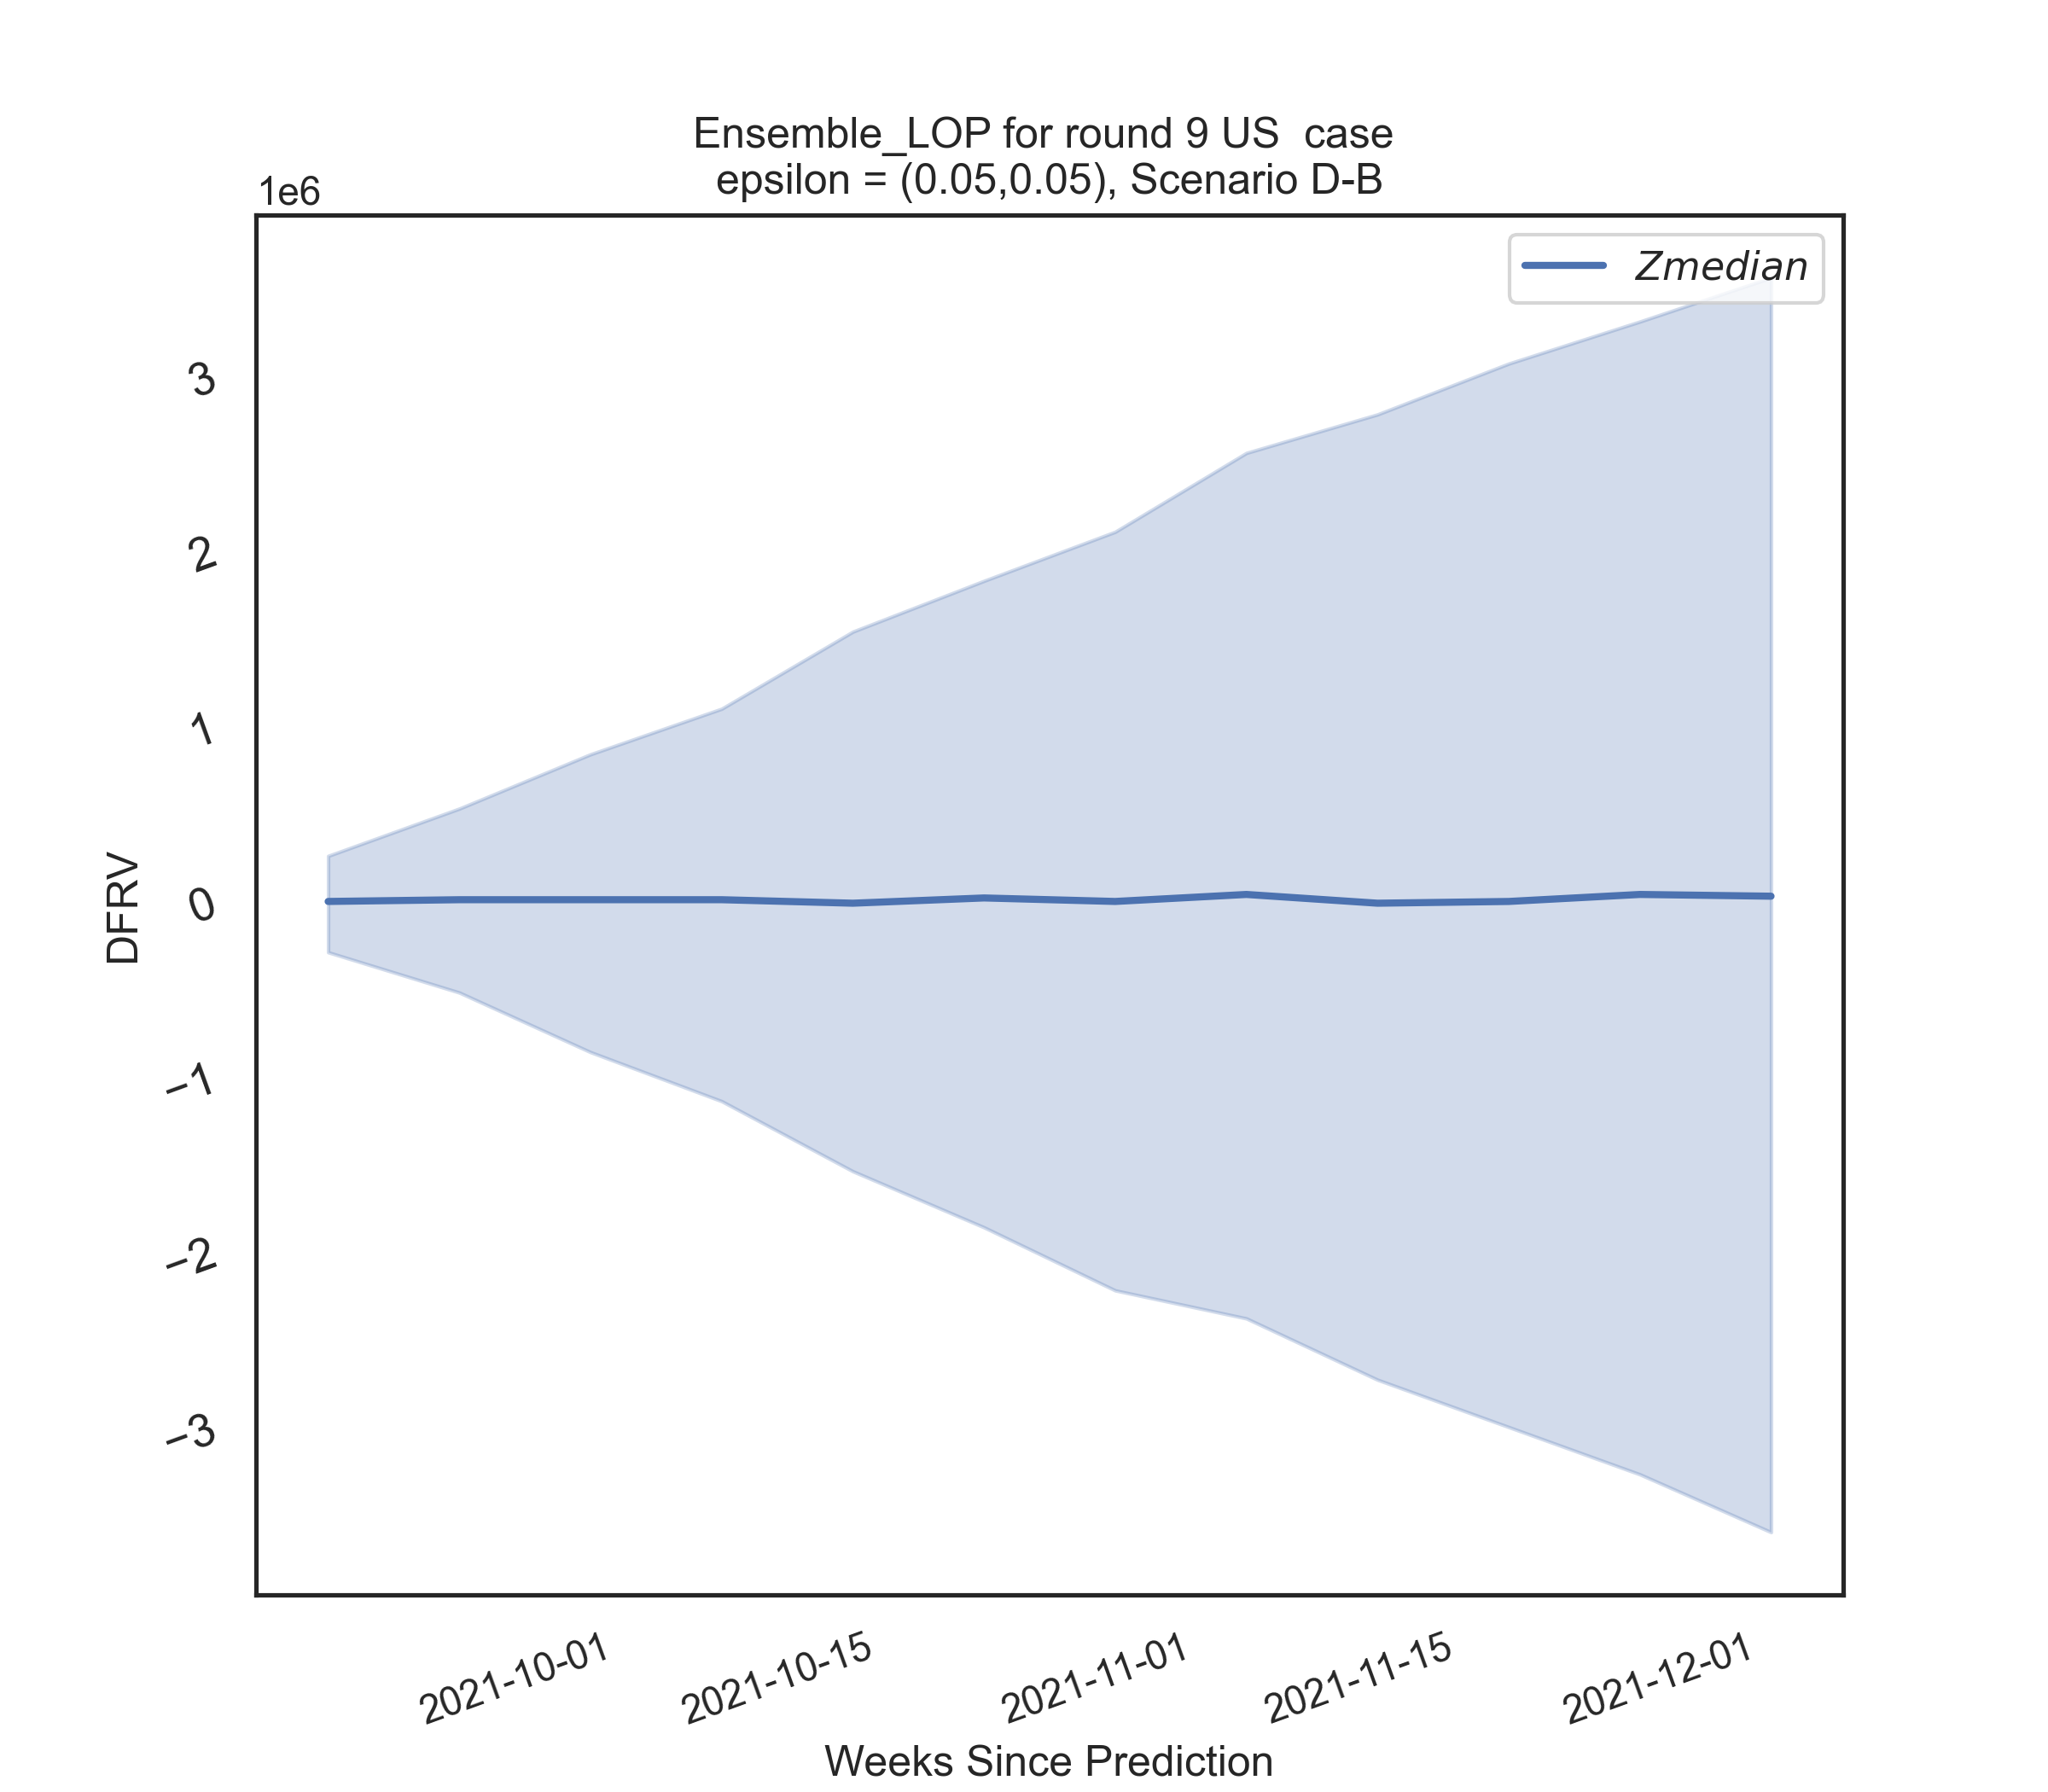 Ensemble_LOP for round 9 US  case
epsilon = (0.05,0.05), Scenario D-B
1e6
Zmedian
3
2
1
0
−1
−2
−3
DFRV
2021-10-01
2021-10-15
2021-11-01
2021-11-15
2021-12-01
Weeks Since Prediction